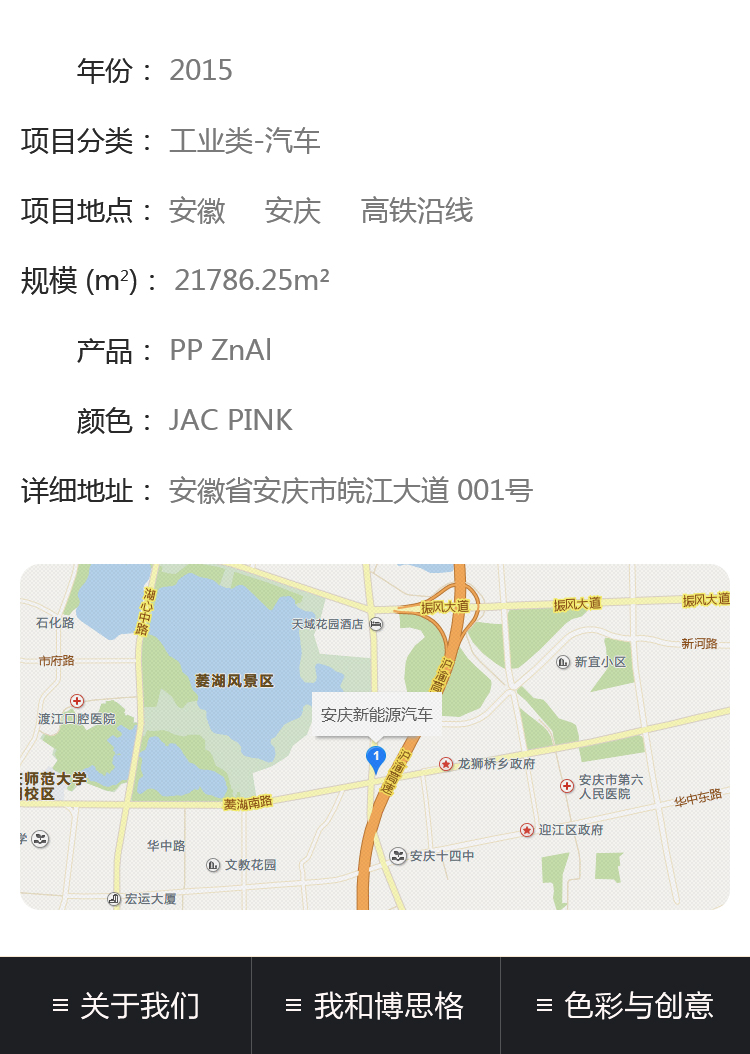 年份： 2015
项目分类： 工业类-汽车
项目地点： 安徽 安庆 高铁沿线
规模 (m²)： 21786.25m²
产品： PP ZnAl
颜色： JAC PINK
详细地址： 安徽省安庆市皖江大道 001号
湖心中路
振风大道
振风大道
振风大道
石化路
天域花园酒店
市府路
新河路
新宜小区
菱湖风景区
沪渝高
渡江口腔医院
安庆新能源汽车
1
沪渝高速
龙狮桥乡政府
师范大学
校区
安庆市第六
人民医院
菱湖南路
华中东路
迎江区政府
学
华中路
文教花园
安庆十四中
宏运大厦
≡ 关于我们
≡ 我和博思格
≡ 色彩与创意